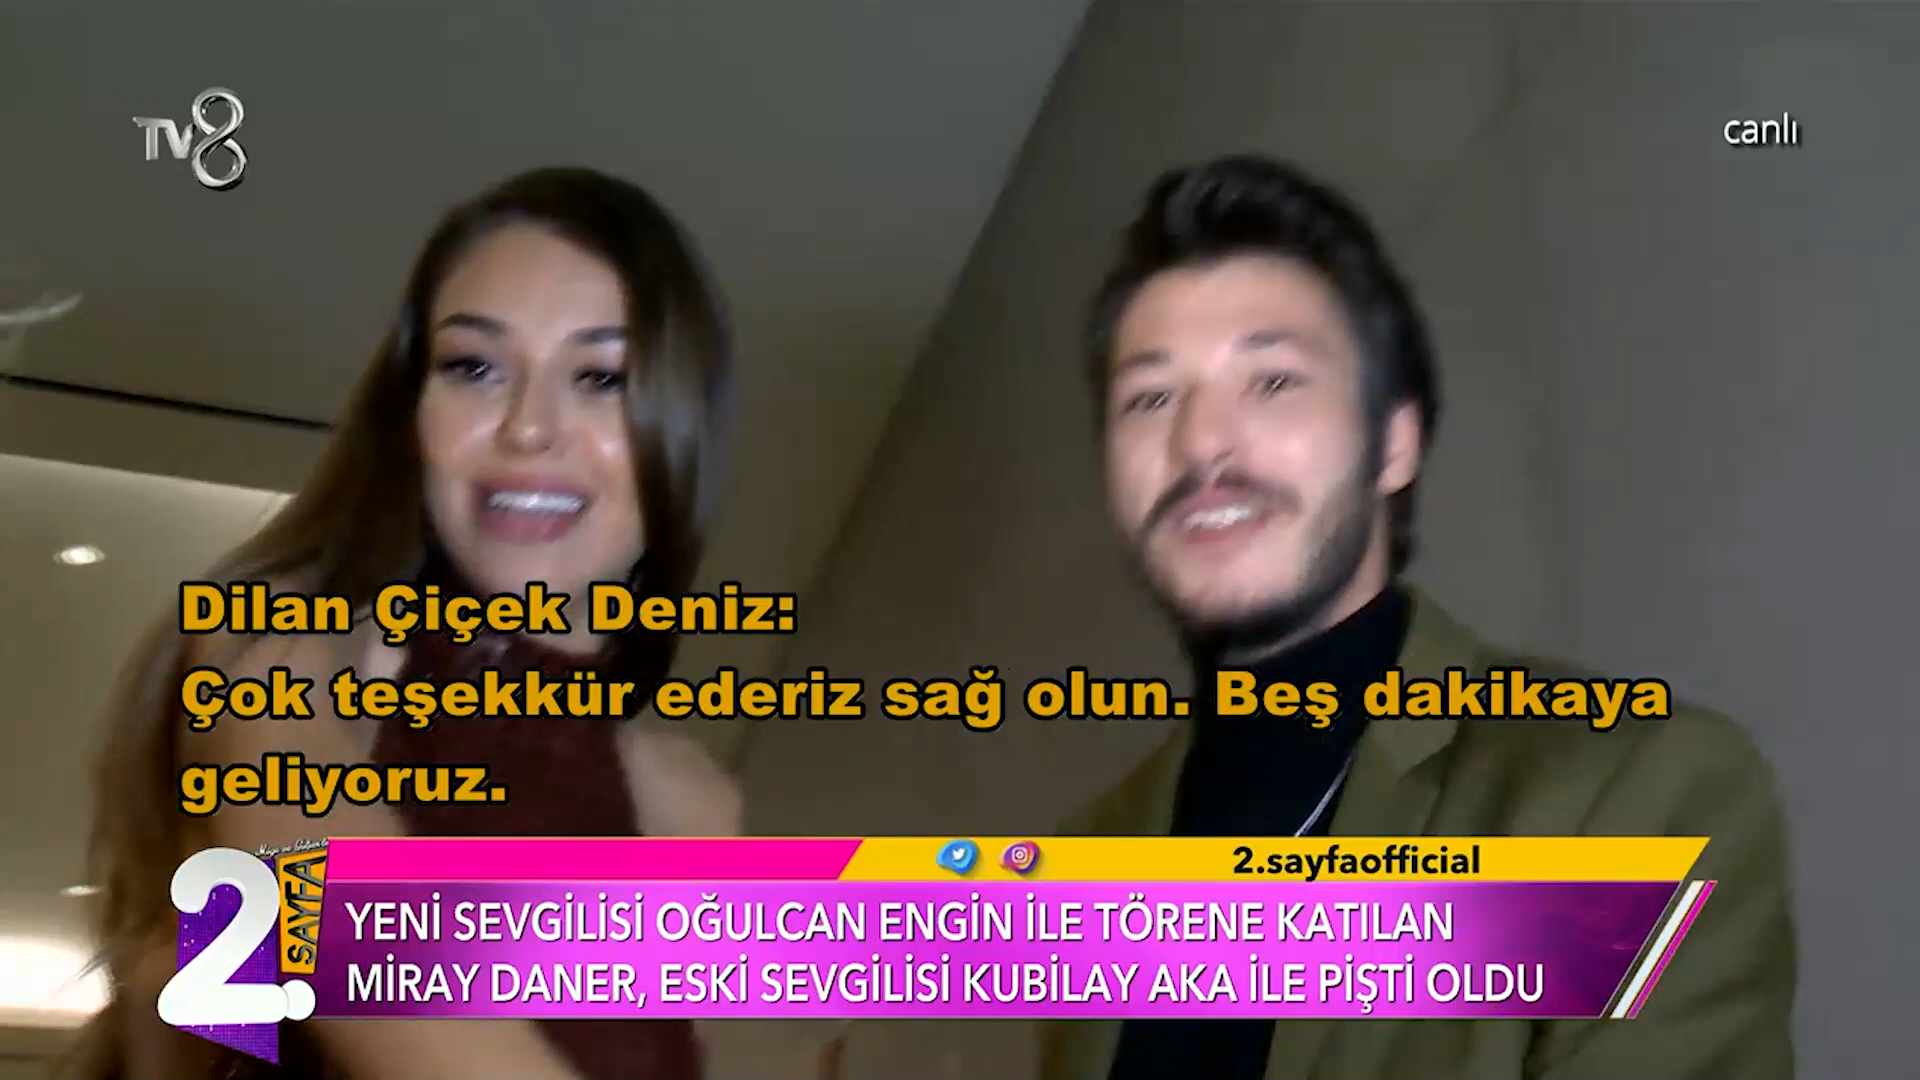 TV8
canlı
Dilan Çiçek Deniz:
Çok teşekkür ederiz sağ olun. Beş dakikaya
geliyoruz.
2.sayfaofficial
2. SAYFA
YENİ SEVGİLİSİ OĞULCAN ENGİN İLE TÖRENE KATILAN
MİRAY DANER, ESKİ SEVGİLİSİ KUBİLAY AKA İLE PİŞTİ OLDU